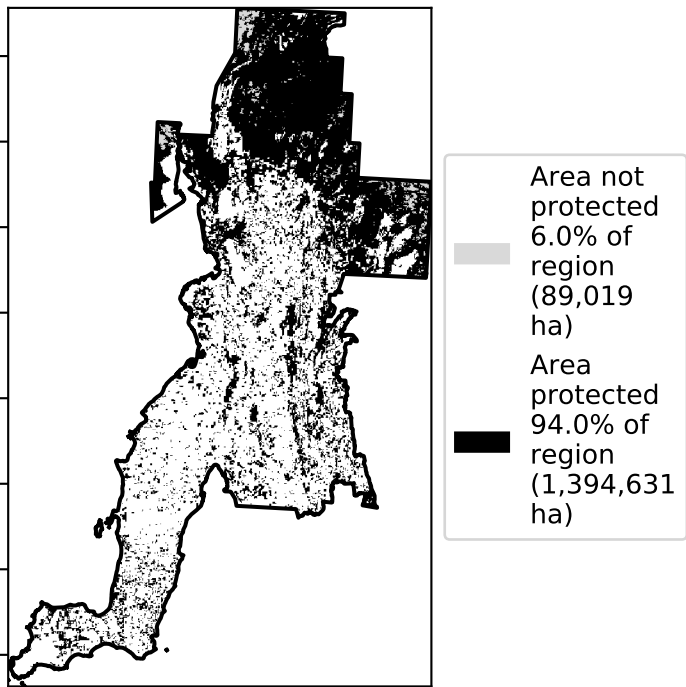 Area not
protected
6.0% of
region
(89,019
ha)
Area
protected
94.0% of
region
(1,394,631
ha)